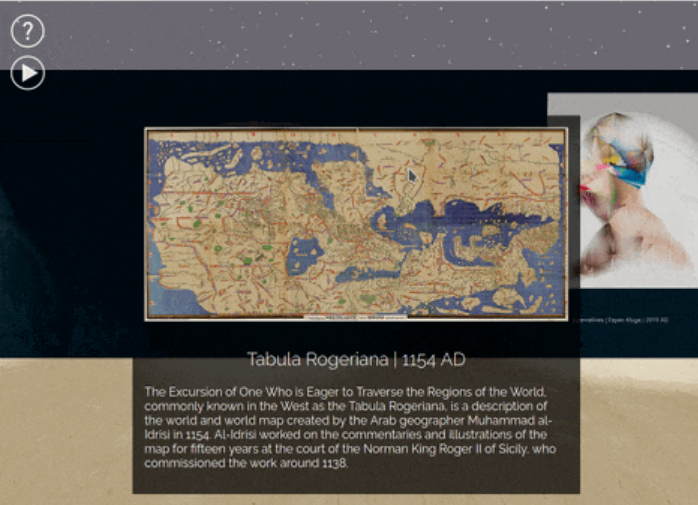 ?
Tabula Rogeriana | 1154 AD
The Excursion of One Who is Eager to Traverse the Regions of the World,
commonly known in the West as the Tabula Rogeriana, is a description of
the world and world map created by the Arab geographer Muhammad al-
Idrisi in 1154. Al-Idrisi worked on the commentaries and illustrations of the
map for fifteen years at the court of the Norman King Roger II of Sicily, who
commissioned the work around 1138.
| Espen Kluge | 2019 AD